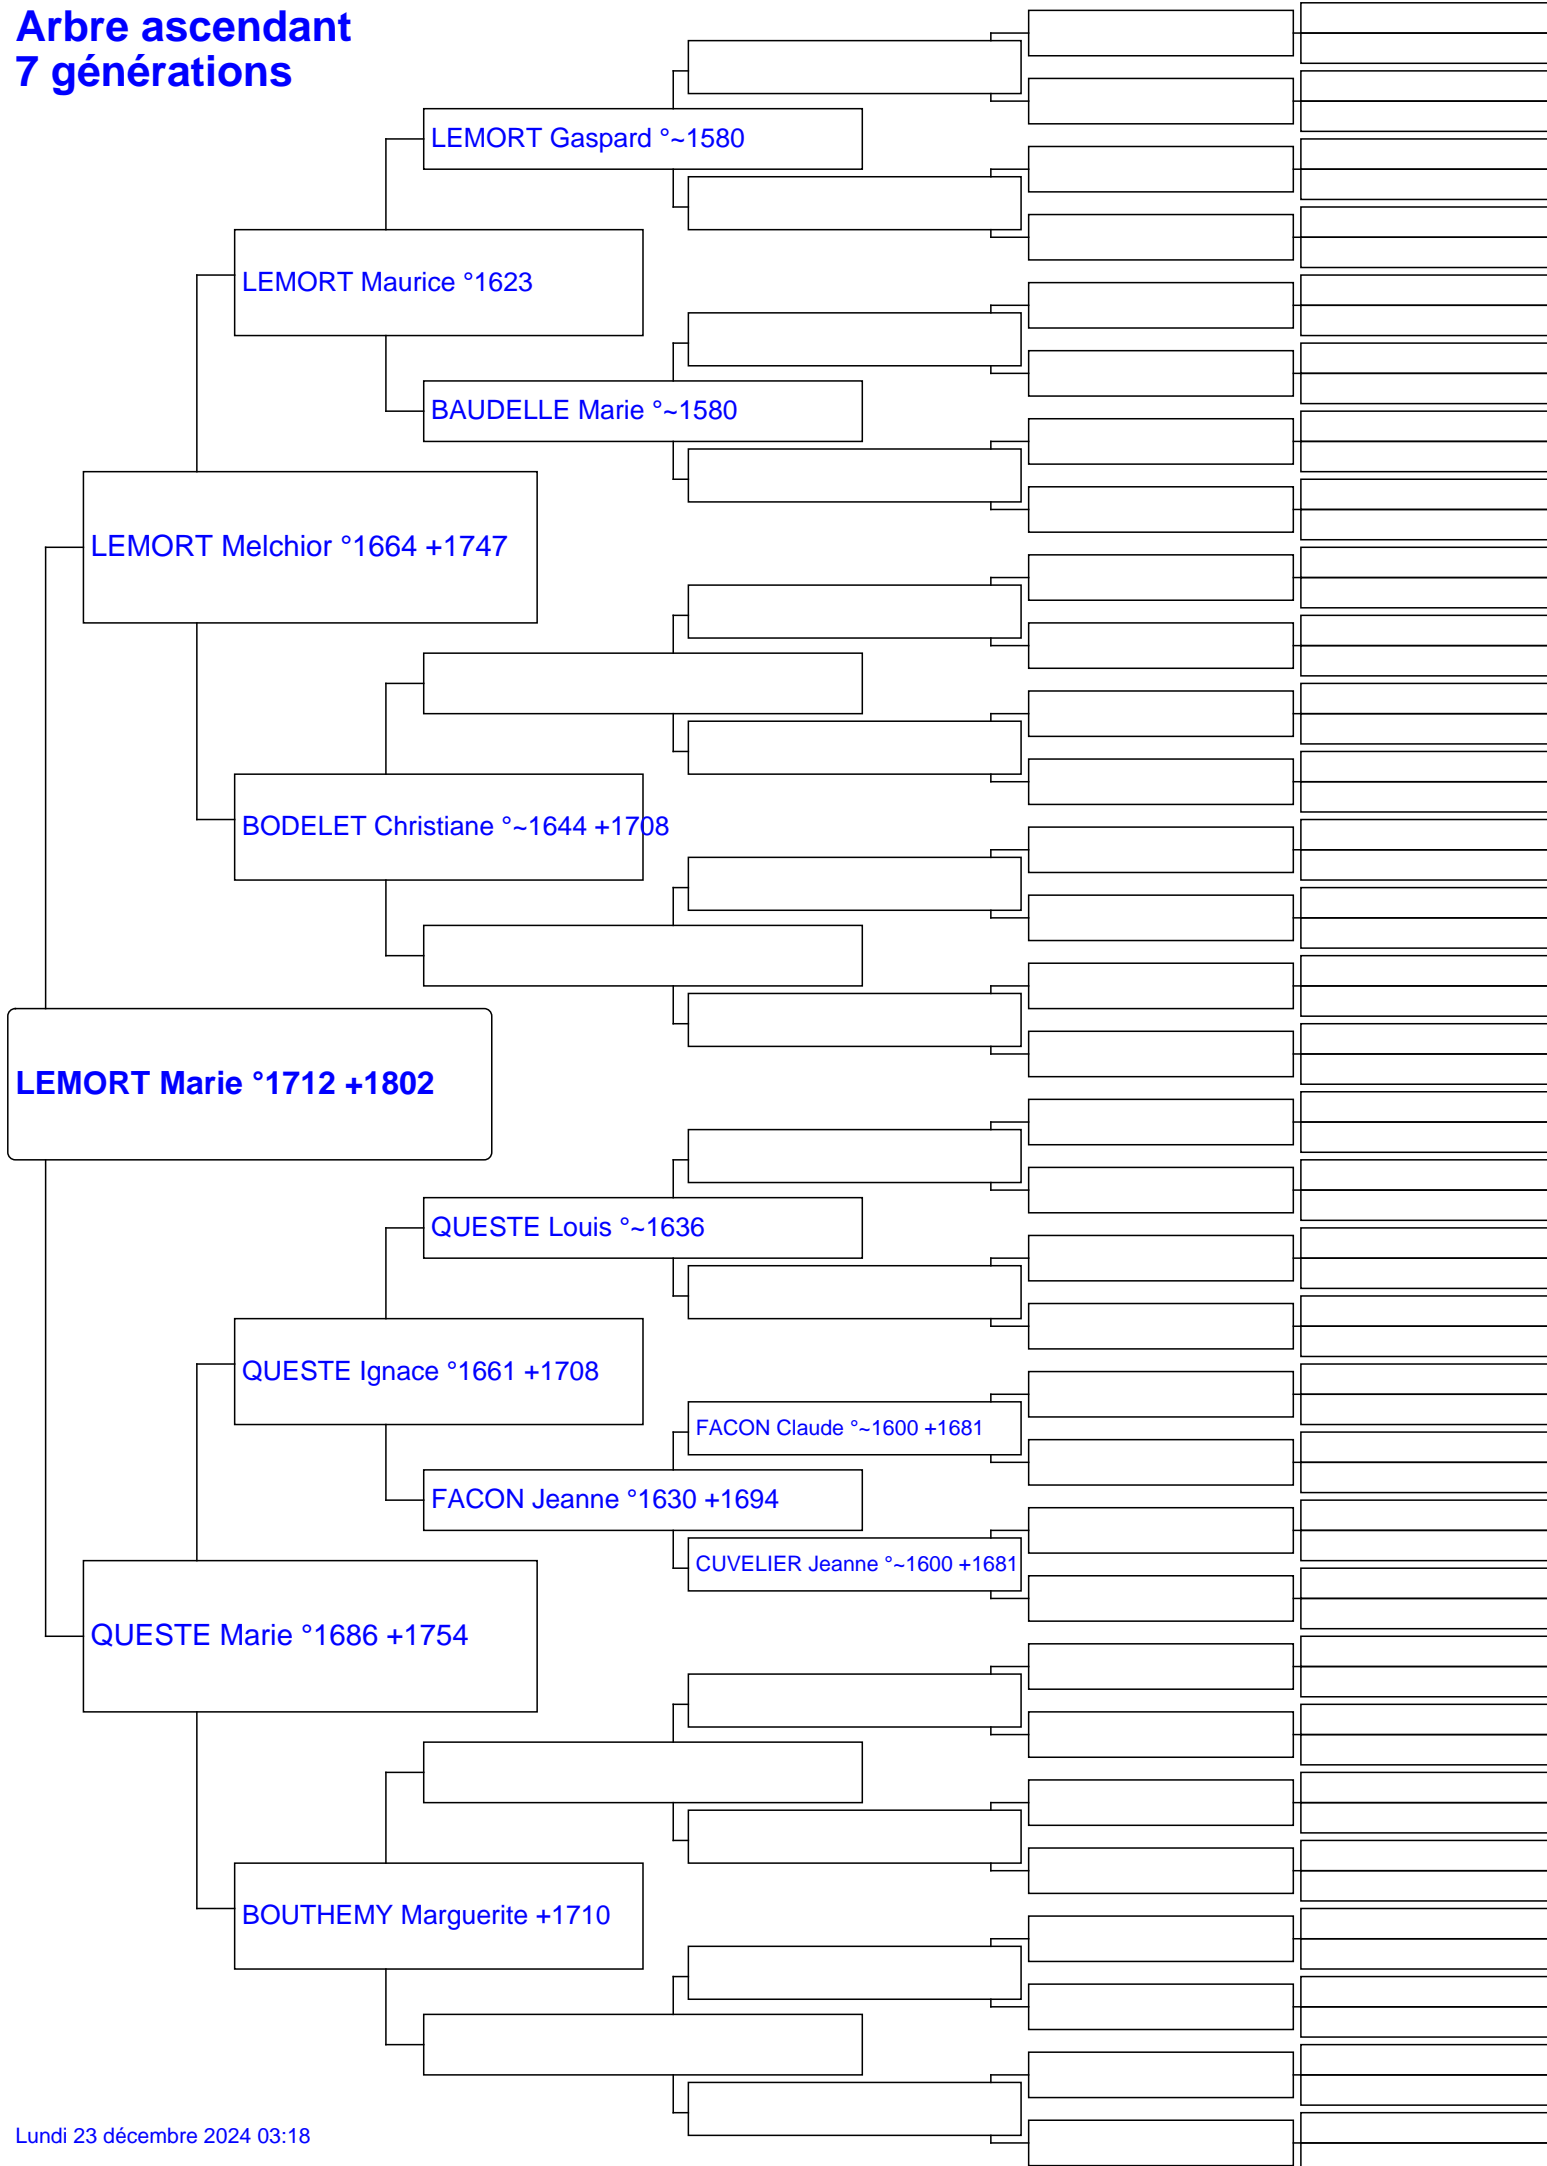 Arbre ascendant
7 générations
LEMORT Gaspard °~1580
LEMORT Maurice °1623
BAUDELLE Marie °~1580
LEMORT Melchior °1664 +1747
BODELET Christiane °~1644 +1708
LEMORT Marie °1712 +1802
QUESTE Louis °~1636
QUESTE Ignace °1661 +1708
FACON Claude °~1600 +1681
FACON Jeanne °1630 +1694
CUVELIER Jeanne °~1600 +1681
QUESTE Marie °1686 +1754
BOUTHEMY Marguerite +1710
Lundi 23 décembre 2024 03:18